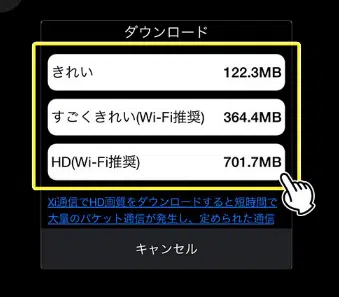 ダウンロード
きれい 122.3MB
すごくきれい(Wi-Fi推奨) 364.4MB
HD(Wi-Fi推奨) 701.7MB
Xi通信でHD画質をダウンロードすると短時間で
大量のパケット通信が発生し、定められた通信
キャンセル